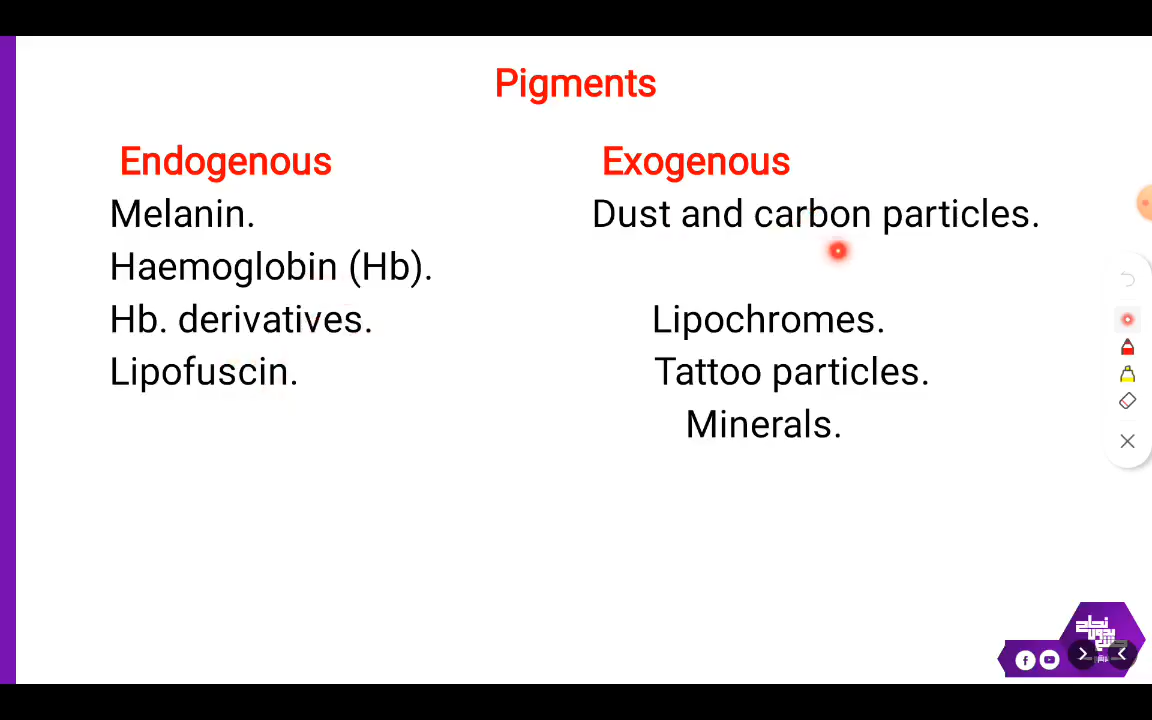 Pigments
Endogenous
Melanin.
Haemoglobin (Hb).
Hb. derivatives.
Lipofuscin.
Exogenous
Dust and carbon particles.
Lipochromes.
Tattoo particles.
Minerals.